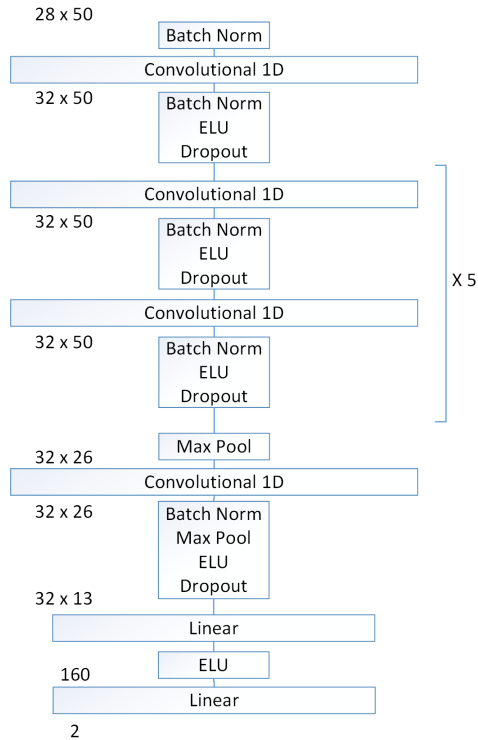 28 x 50
Batch Norm
Convolutional 1D
32 x 50
Batch Norm
ELU
Dropout
Convolutional 1D
32 x 50
Batch Norm
ELU
Dropout
X 5
Convolutional 1D
32 x 50
Batch Norm
ELU
Dropout
Max Pool
32 x 26
Convolutional 1D
32 x 26
Batch Norm
Max Pool
ELU
Dropout
32 x 13
Linear
ELU
160
Linear
2